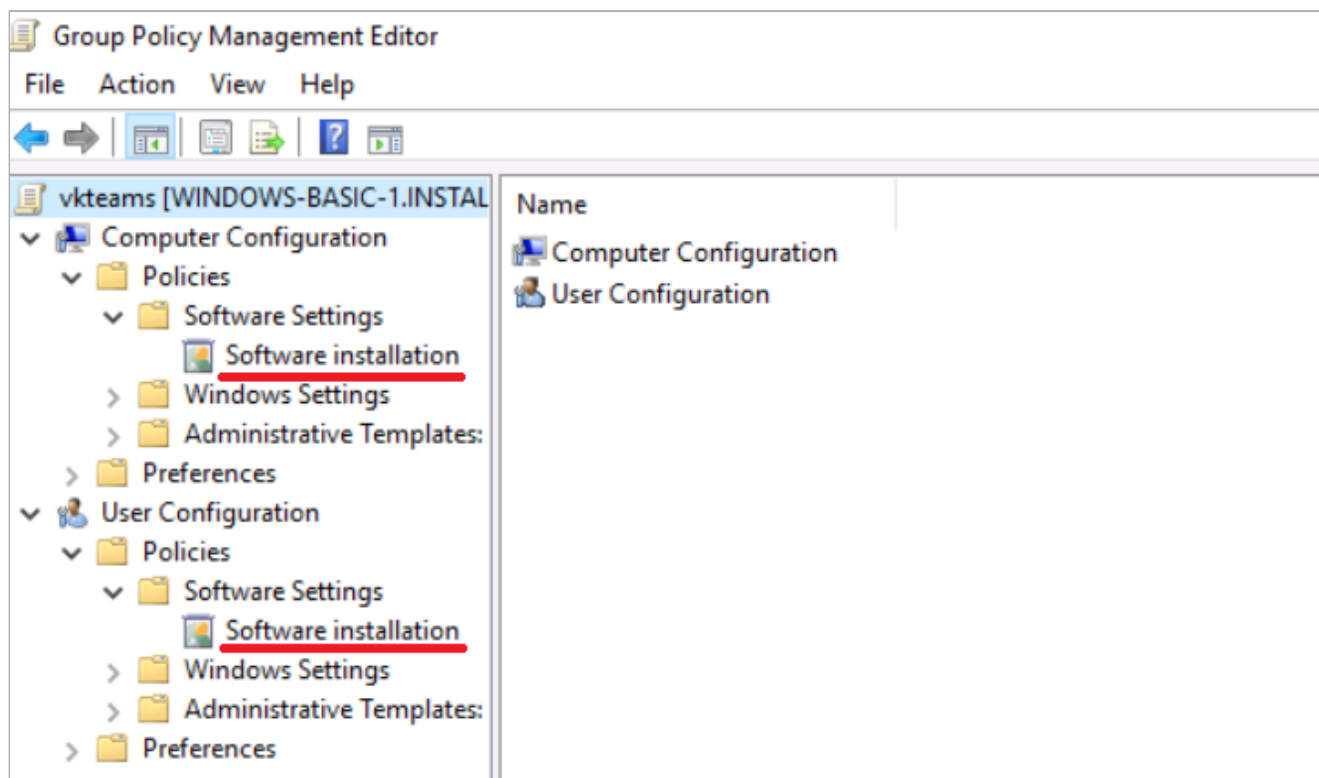 Group Policy Management Editor
File Action View Help
?
vkteams [WINDOWS-BASIC-1.INSTAL
Computer Configuration
Policies
Software Settings
Software installation
Windows Settings
Administrative Templates:
Preferences
User Configuration
Policies
Software Settings
Software installation
Windows Settings
Administrative Templates:
Preferences
Name
Computer Configuration
User Configuration